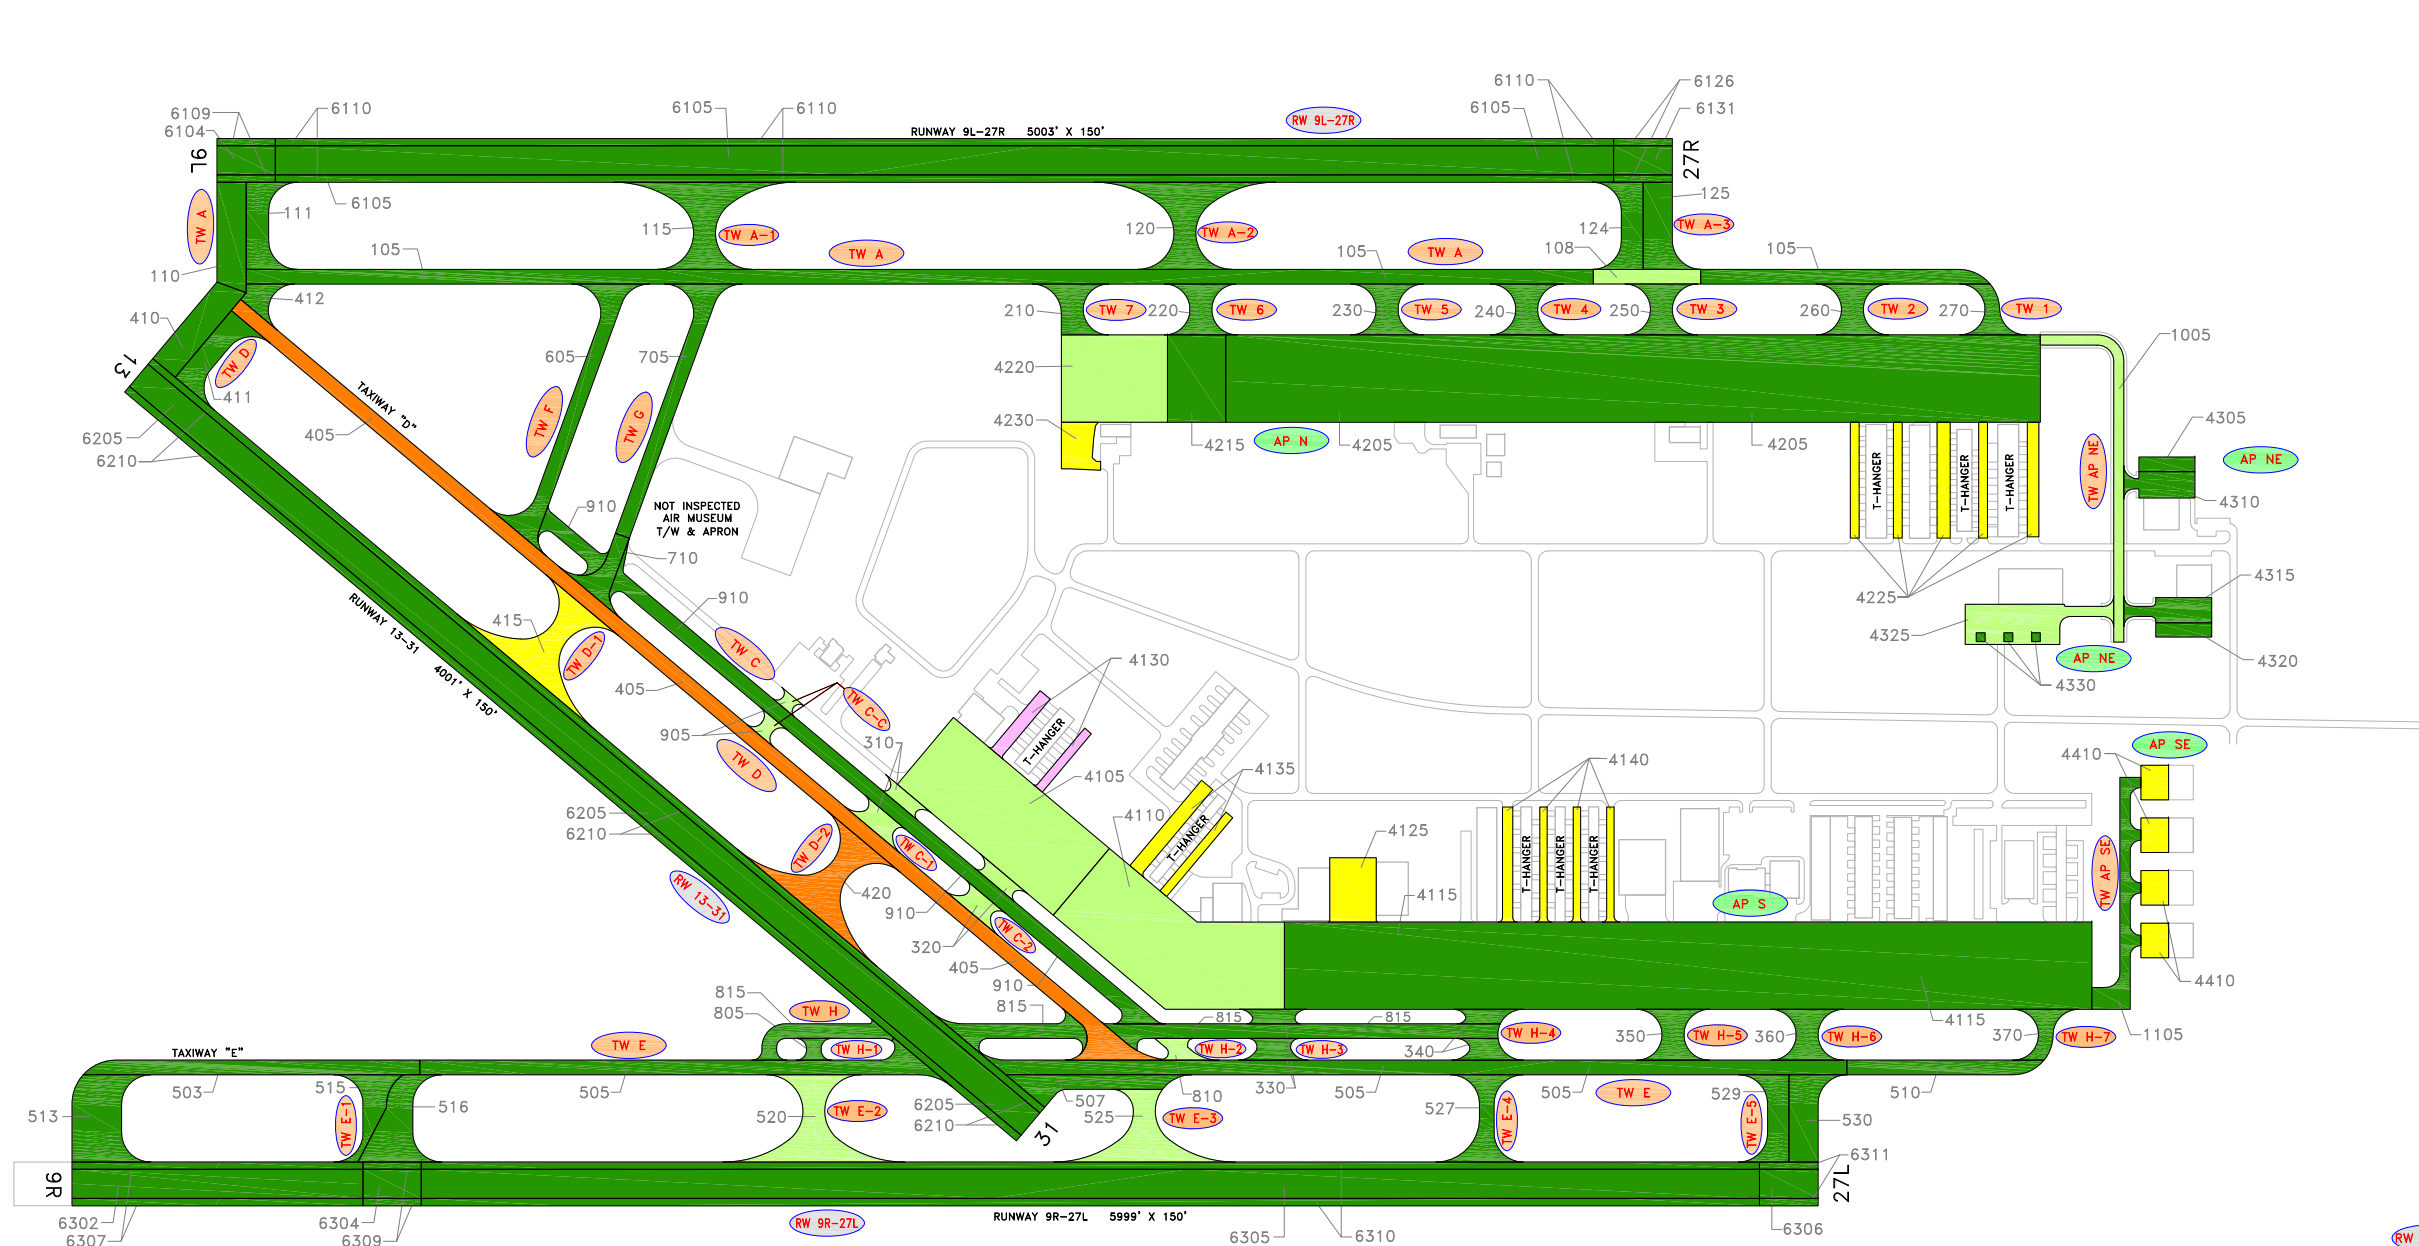 6110
6126
6109
6110
6105
6110
6105
6131
RW 9L-27R
6104
RUNWAY 9L-27R 5003' X 150'
9L
27R
6105
TW A
111
115
TW A-1
120
TW A-2
124
125
TW A-3
110
105
TW A
105
TW A
108
105
412
410
210
TW 7
220
TW 6
230
TW 5
240
TW 4
250
TW 3
260
TW 2
270
TW 1
13
TW D
411
605
705
4220
1005
TAXIWAY "D"
405
TW F
TW G
4230
6205
6210
AP N
4215
4205
4205
4305
AP NE
T-HANGER
T-HANGER
T-HANGER
TW AP NE
4310
910
NOT INSPECTED
AIR MUSEUM
T/W & APRON
710
RUNWAY 13-31 4001' X 150'
910
415
TW D-1
TW C
4225
4315
4325
AP NE
4320
4330
405
TW C-C
4130
905
TW D
310
T-HANGER
4105
4135
4140
AP SE
4410
6205
6210
TW D-2
TW C-1
4110
T-HANGER
4125
T-HANGER
T-HANGER
T-HANGER
TW AP SE
RW 13-31
420
910
4115
AP S
320
TW C-2
405
910
4410
815
805
TW H
815
815
815
TW H-4
350
TW H-5
360
TW H-6
4115
370
TW H-7
1105
TAXIWAY "E"
TW E
TW H-1
TW H-2
TW H-3
340
503
515
516
505
330
810
505
505
TW E
529
510
513
TW E-1
520
TW E-2
6205
6210
507
525
TW E-3
527
TW E-4
TW E-5
530
31
9R
6311
27L
6302
6307
6304
6309
RW 9R-27L
RUNWAY 9R-27L 5999' X 150'
6305
6310
6306
RW